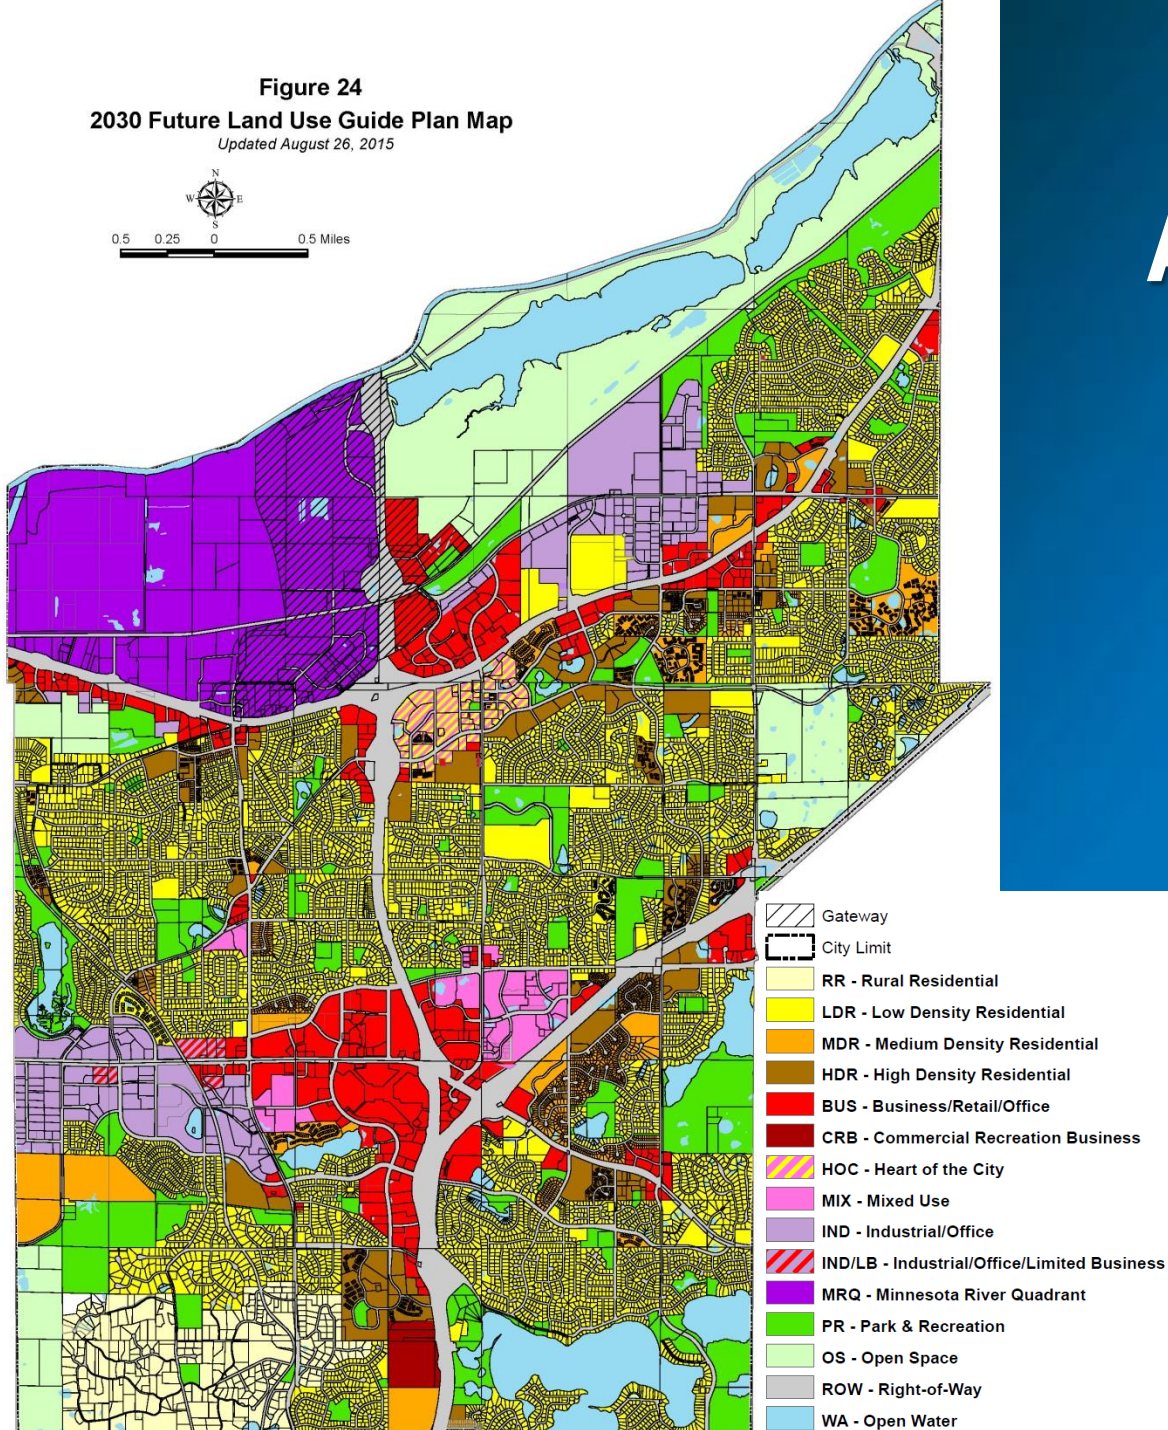 Figure 24
2030 Future Land Use Guide Plan Map
Updated August 26, 2015
N
W E
S
0.5 0.25 0 0.5 Miles
A
Gateway
City Limit
RR - Rural Residential
LDR - Low Density Residential
MDR - Medium Density Residential
HDR - High Density Residential
BUS - Business/Retail/Office
CRB - Commercial Recreation Business
HOC - Heart of the City
MIX - Mixed Use
IND - Industrial/Office
IND/LB - Industrial/Office/Limited Business
MRQ - Minnesota River Quadrant
PR - Park & Recreation
OS - Open Space
ROW - Right-of-Way
WA - Open Water